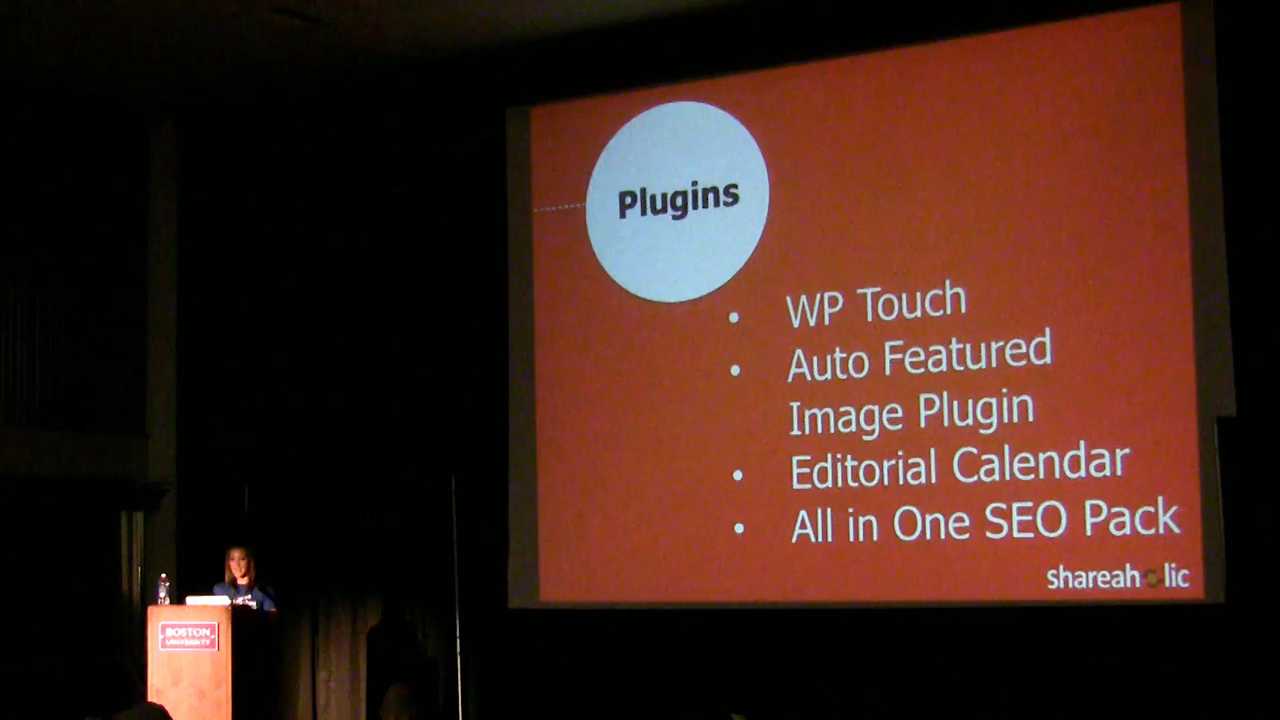 Plugins
• WP Touch
• Auto Featured
Image Plugin
• Editorial Calendar
• All in One SEO Pack
shareaholic
BOSTON
UNIVERSITY